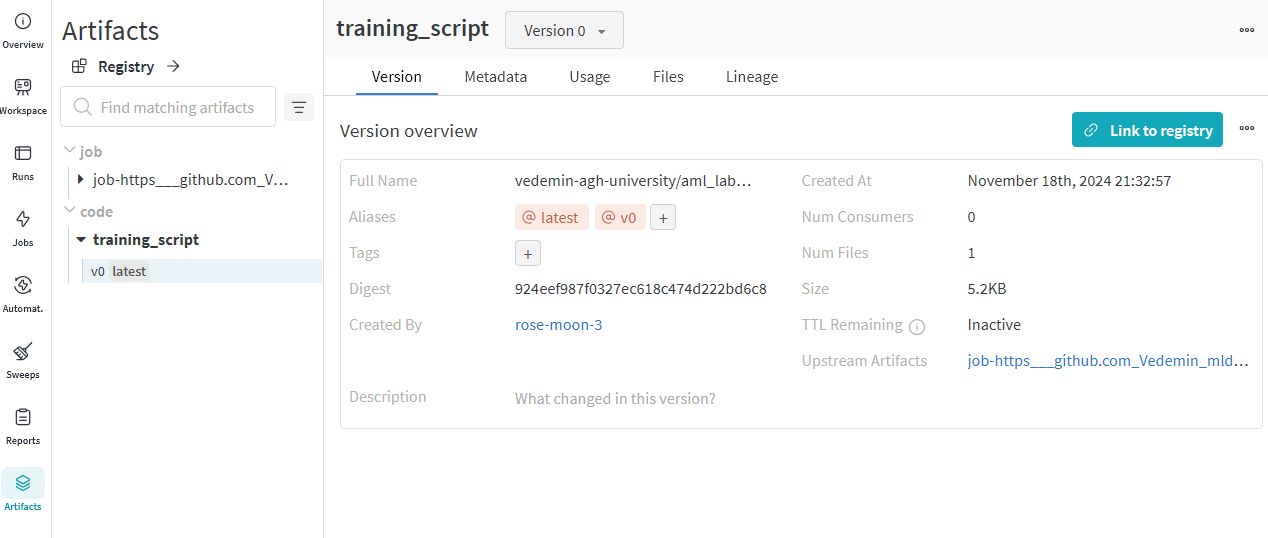 Overview
Workspace
Runs
Jobs
Automat.
Sweeps
Reports
Artifacts
Artifacts
Registry →
Find matching artifacts
job
job-https___github.com_V...
code
training_script
v0 latest
training_script Version 0
Version Metadata Usage Files Lineage
Version overview
Link to registry
Full Name vedemin-agh-university/aml_lab...
Aliases @ latest @ v0 +
Tags +
Digest 924eef987f0327ec618c474d222bd6c8
Created By rose-moon-3
Description What changed in this version?
Created At November 18th, 2024 21:32:57
Num Consumers 0
Num Files 1
Size 5.2KB
TTL Remaining Inactive
Upstream Artifacts job-https___github.com_Vedemin_mld...